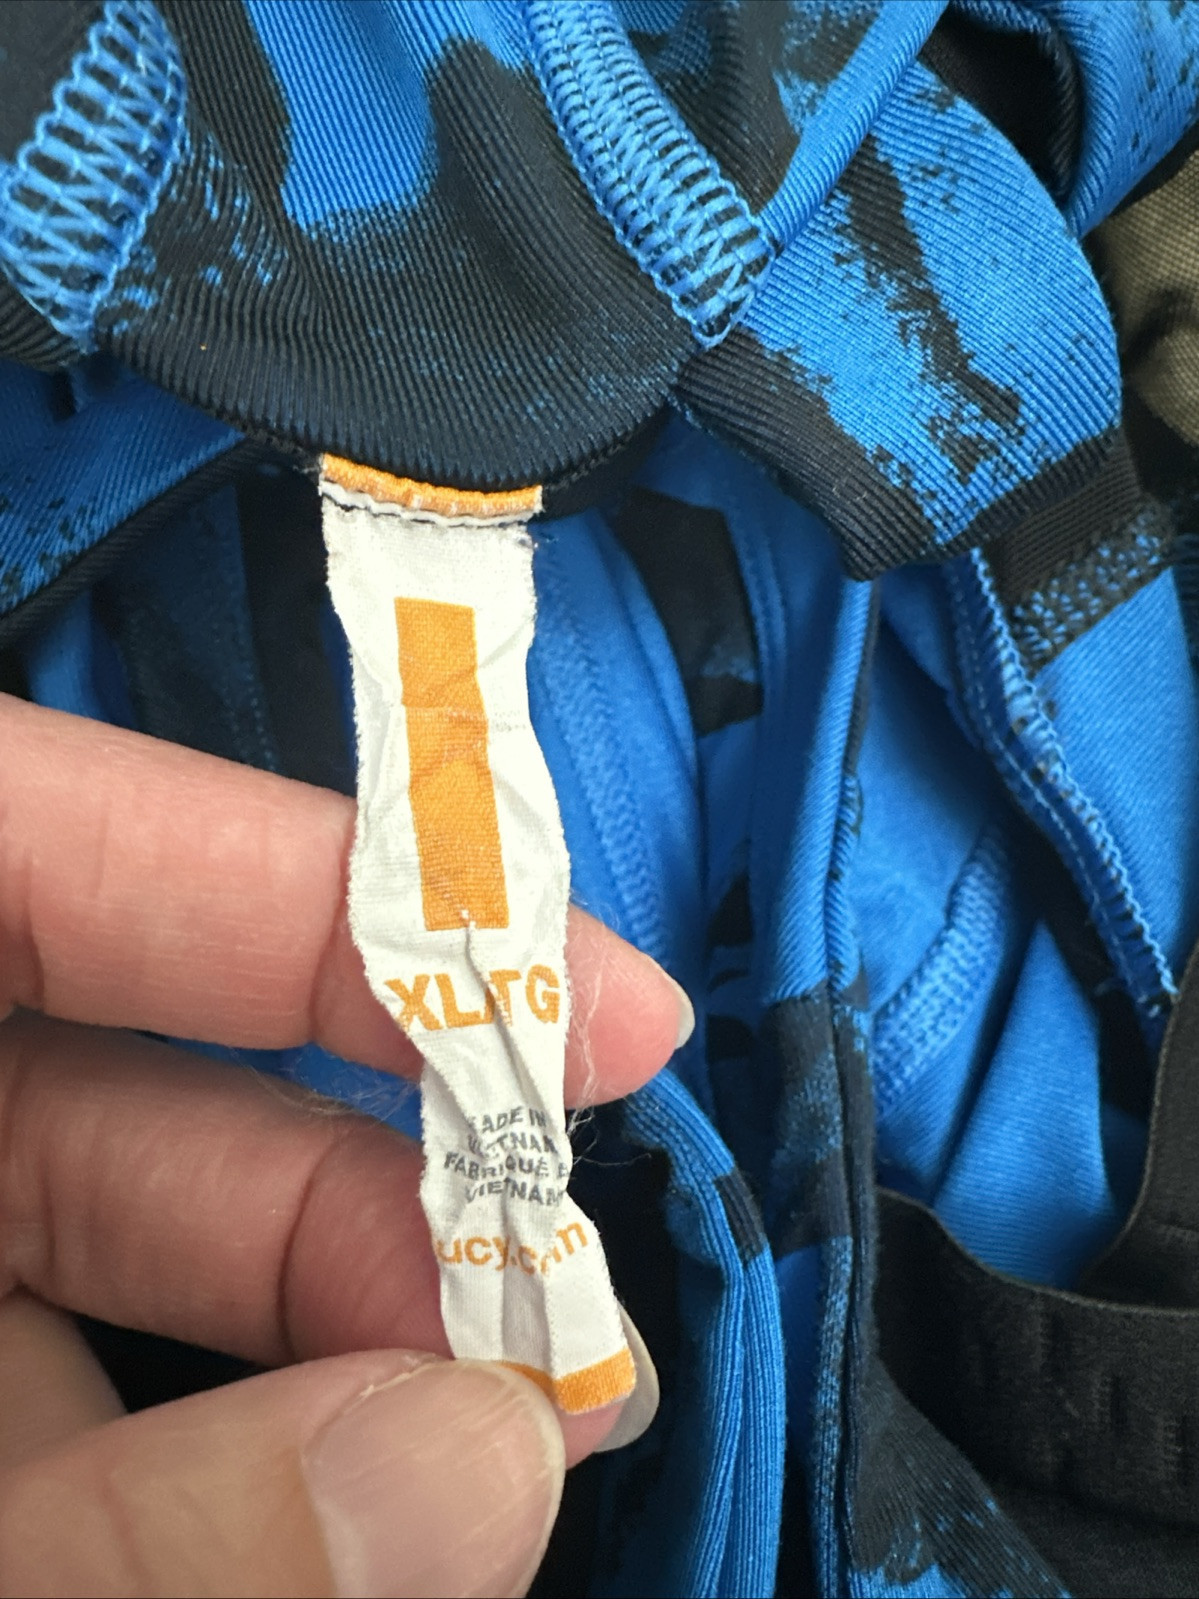 XL/TG
MADE IN
VIETNAM
FABRIQUÉ E
VIETNAM
ucy.com